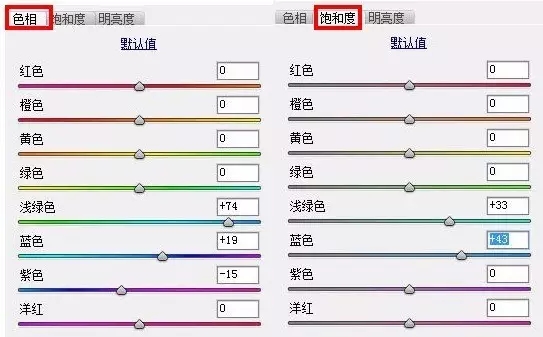 色相 饱和度 明亮度
默认值
红色 0
橙色 0
黄色 0
绿色 0
浅绿色 +74
蓝色 +19
紫色 -15
洋红 0
色相 饱和度 明亮度
默认值
红色 0
橙色 0
黄色 0
绿色 0
浅绿色 +33
蓝色 +43
紫色 0
洋红 0